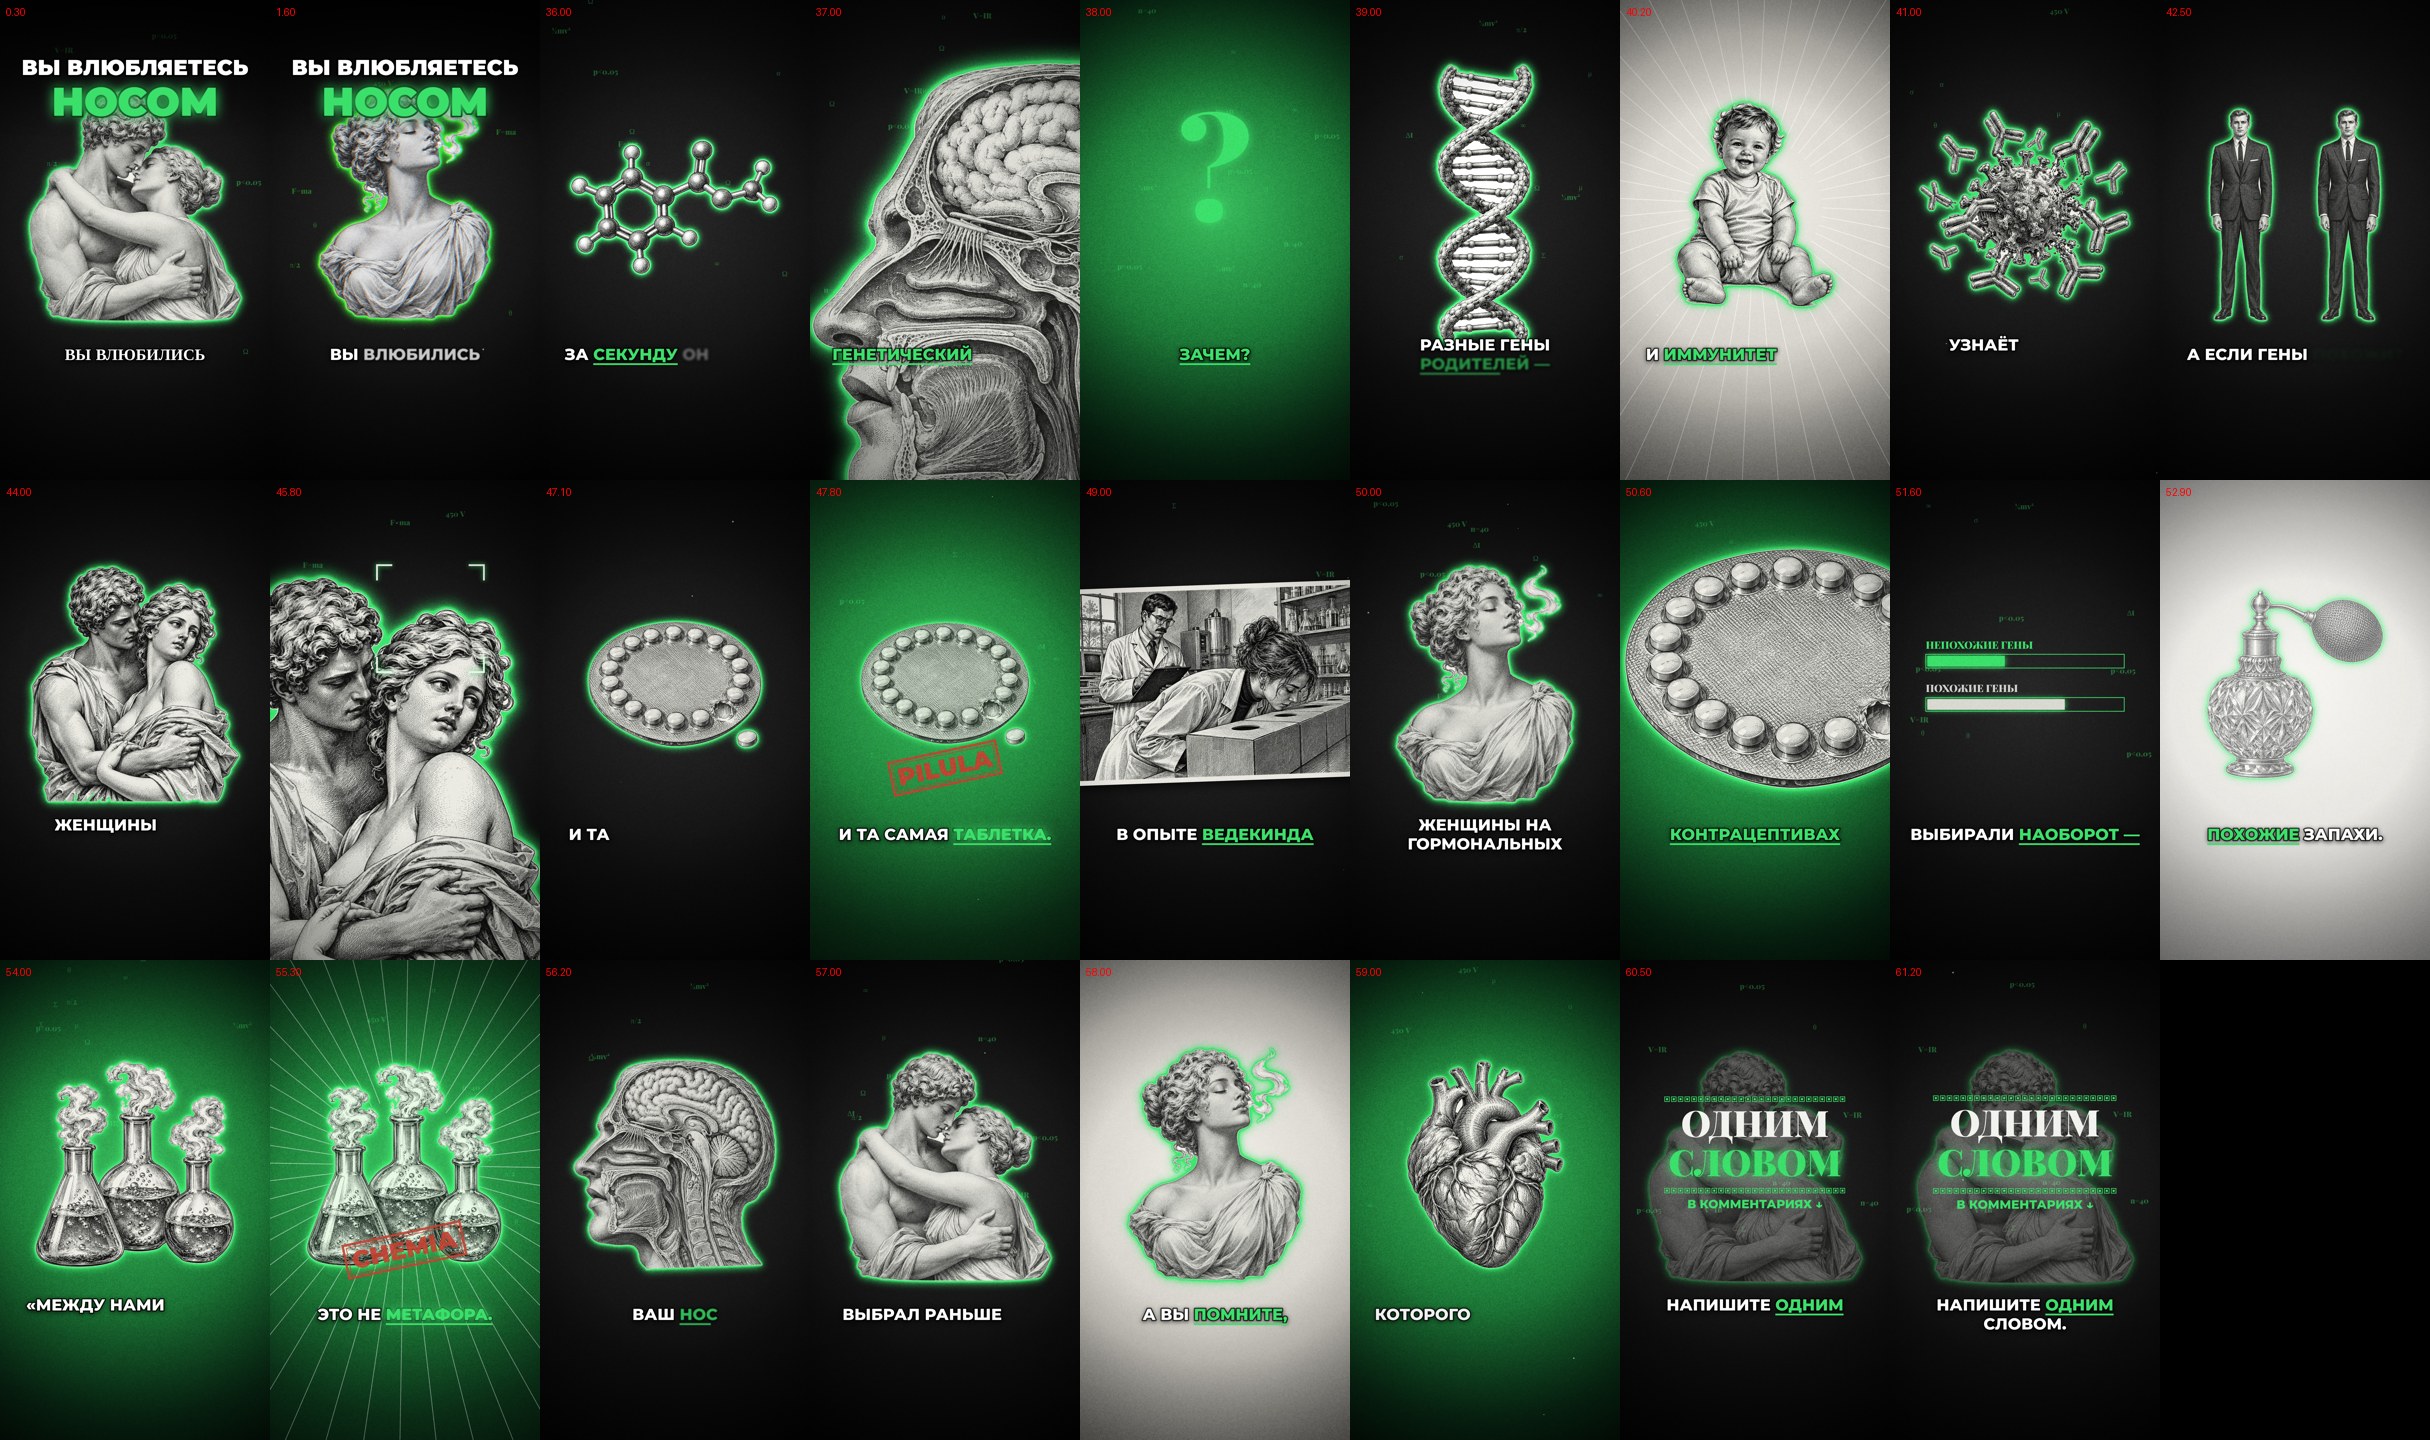 0.30
ВЫ ВЛЮБЛЯЕТЕСЬ
НОСОМ
ВЫ ВЛЮБИЛИСЬ
1.60
ВЫ ВЛЮБЛЯЕТЕСЬ
НОСОМ
ВЫ ВЛЮБИЛИСЬ
36.00
ЗА СЕКУНДУ ОН
37.00
ГЕНЕТИЧЕСКИЙ
38.00
?
ЗАЧЕМ?
39.00
РАЗНЫЕ ГЕНЫ
РОДИТЕЛЕЙ —
40.20
И ИММУНИТЕТ
41.00
УЗНАЁТ
42.50
А ЕСЛИ ГЕНЫ
44.00
ЖЕНЩИНЫ
45.80
47.10
И ТА
47.80
PILULA
И ТА САМАЯ ТАБЛЕТКА.
49.00
В ОПЫТЕ ВЕДЕКИНДА
50.00
ЖЕНЩИНЫ НА
ГОРМОНАЛЬНЫХ
50.60
КОНТРАЦЕПТИВАХ
51.60
НЕПОХОЖИЕ ГЕНЫ
ПОХОЖИЕ ГЕНЫ
ВЫБИРАЛИ НАОБОРОТ —
52.90
ПОХОЖИЕ ЗАПАХИ.
54.00
«МЕЖДУ НАМИ
55.30
CHEMIA
ЭТО НЕ МЕТАФОРА.
56.20
ВАШ НОС
57.00
ВЫБРАЛ РАНЬШЕ
58.00
А ВЫ ПОМНИТЕ,
59.00
КОТОРОГО
60.50
ОДНИМ
СЛОВОМ
В КОММЕНТАРИЯХ ↓
НАПИШИТЕ ОДНИМ
61.20
ОДНИМ
СЛОВОМ
В КОММЕНТАРИЯХ ↓
НАПИШИТЕ ОДНИМ
СЛОВОМ.